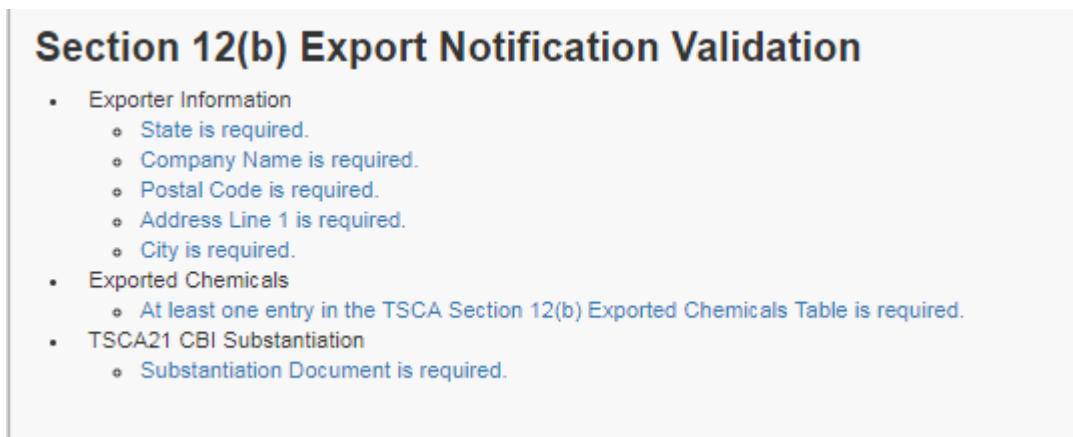 Section 12(b) Export Notification Validation
Exporter Information
State is required.
Company Name is required.
Postal Code is required.
Address Line 1 is required.
City is required.
Exported Chemicals
At least one entry in the TSCA Section 12(b) Exported Chemicals Table is required.
TSCA21 CBI Substantiation
Substantiation Document is required.